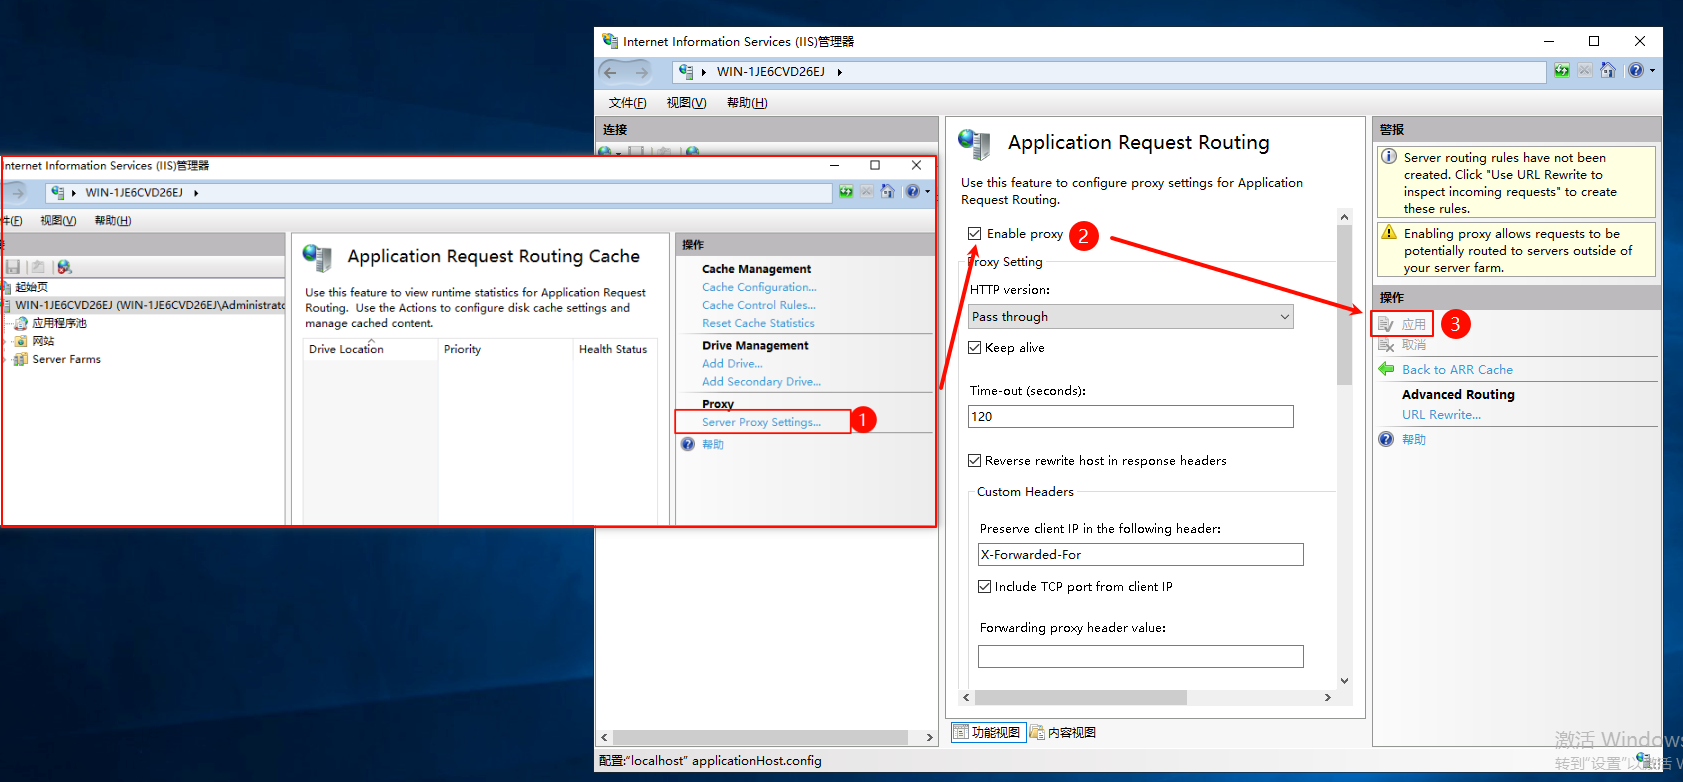 Internet Information Services (IIS)管理器
WIN-1JE6CVD26EJ
文件(F) 视图(V) 帮助(H)
连接
Internet Information Services (IIS)管理器
WIN-1JE6CVD26EJ
件(F) 视图(V) 帮助(H)
起始页
WIN-1JE6CVD26EJ (WIN-1JE6CVD26EJ\Administrato
应用程序池
网站
Server Farms
Application Request Routing Cache
Use this feature to view runtime statistics for Application Request
Routing. Use the Actions to configure disk cache settings and
manage cached content.
Drive Location Priority Health Status
操作
Cache Management
Cache Configuration...
Cache Control Rules...
Reset Cache Statistics
Drive Management
Add Drive...
Add Secondary Drive...
Proxy
Server Proxy Settings... 1
帮助
Application Request Routing
Use this feature to configure proxy settings for Application
Request Routing.
Enable proxy 2
Proxy Setting
HTTP version:
Pass through
Keep alive
Time-out (seconds):
120
Reverse rewrite host in response headers
Custom Headers
Preserve client IP in the following header:
X-Forwarded-For
Include TCP port from client IP
Forwarding proxy header value:
功能视图 内容视图
警报
Server routing rules have not been
created. Click "Use URL Rewrite to
inspect incoming requests" to create
these rules.
Enabling proxy allows requests to be
potentially routed to servers outside of
your server farm.
操作
应用 3
取消
Back to ARR Cache
Advanced Routing
URL Rewrite...
帮助
配置:"localhost" applicationHost.config
激活 Windows
转到"设置"以激活 W